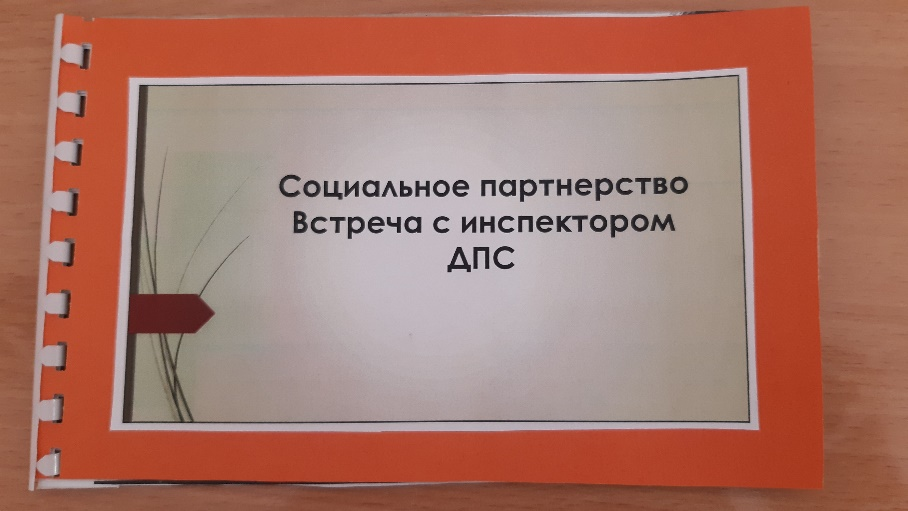 Социальное партнерство
Встреча с инспектором
ДПС